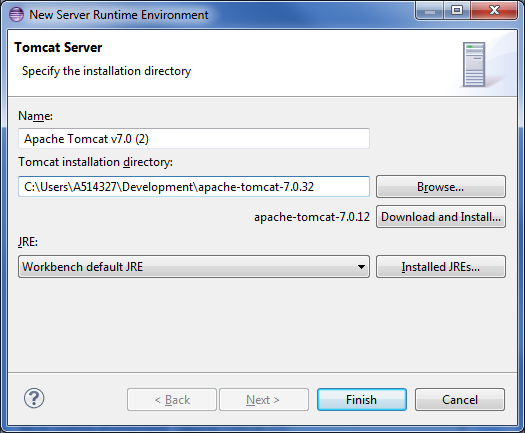 New Server Runtime Environment
Tomcat Server
Specify the installation directory
Name:
Apache Tomcat v7.0 (2)
Tomcat installation directory:
C:\Users\A514327\Development\apache-tomcat-7.0.32
Browse...
apache-tomcat-7.0.12 Download and Install...
JRE:
Workbench default JRE
Installed JREs...
?
< Back Next > Finish Cancel